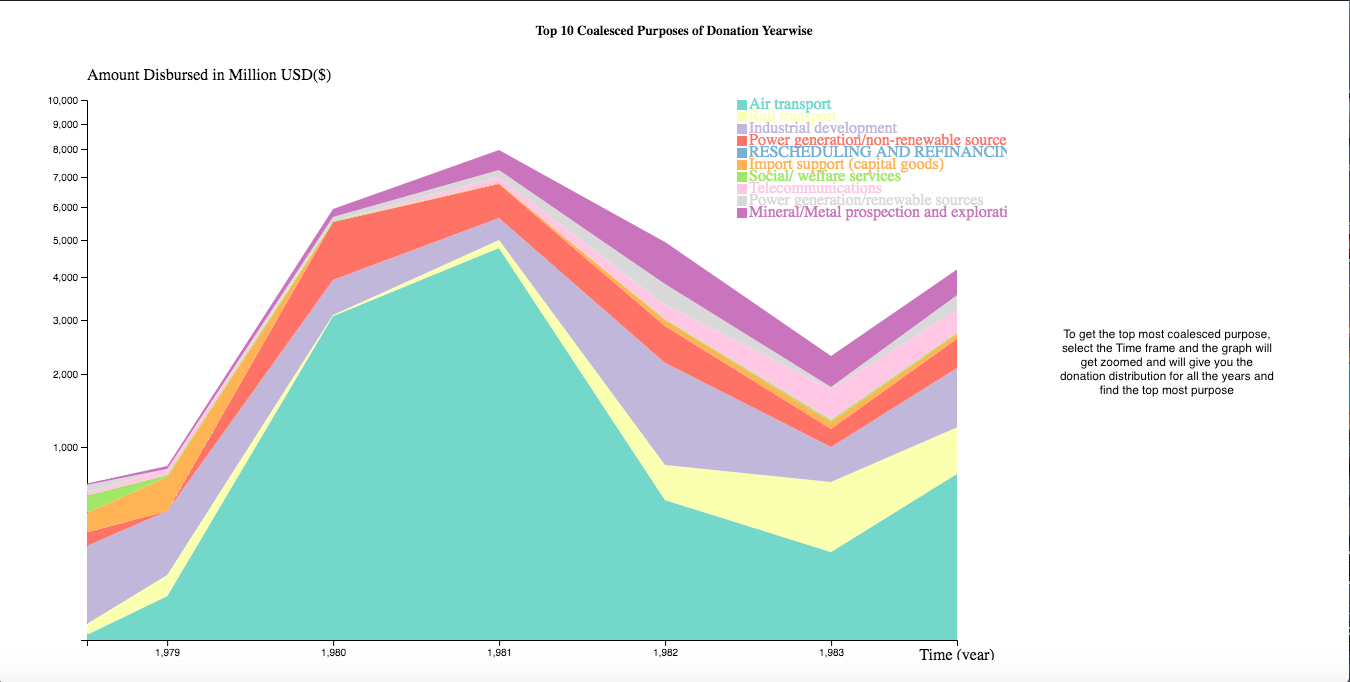 Top 10 Coalesced Purposes of Donation Yearwise
Amount Disbursed in Million USD($)
10,000
9,000
8,000
7,000
6,000
5,000
4,000
3,000
2,000
1,000
Air transport
Rail transport
Industrial development
Power generation/non-renewable source
RESCHEDULING AND REFINANCIN
Import support (capital goods)
Social/ welfare services
Telecommunications
Power generation/renewable sources
Mineral/Metal prospection and explorati
To get the top most coalesced purpose,
select the Time frame and the graph will
get zoomed and will give you the
donation distribution for all the years and
find the top most purpose
1,979
1,980
1,981
1,982
1,983
Time (year)